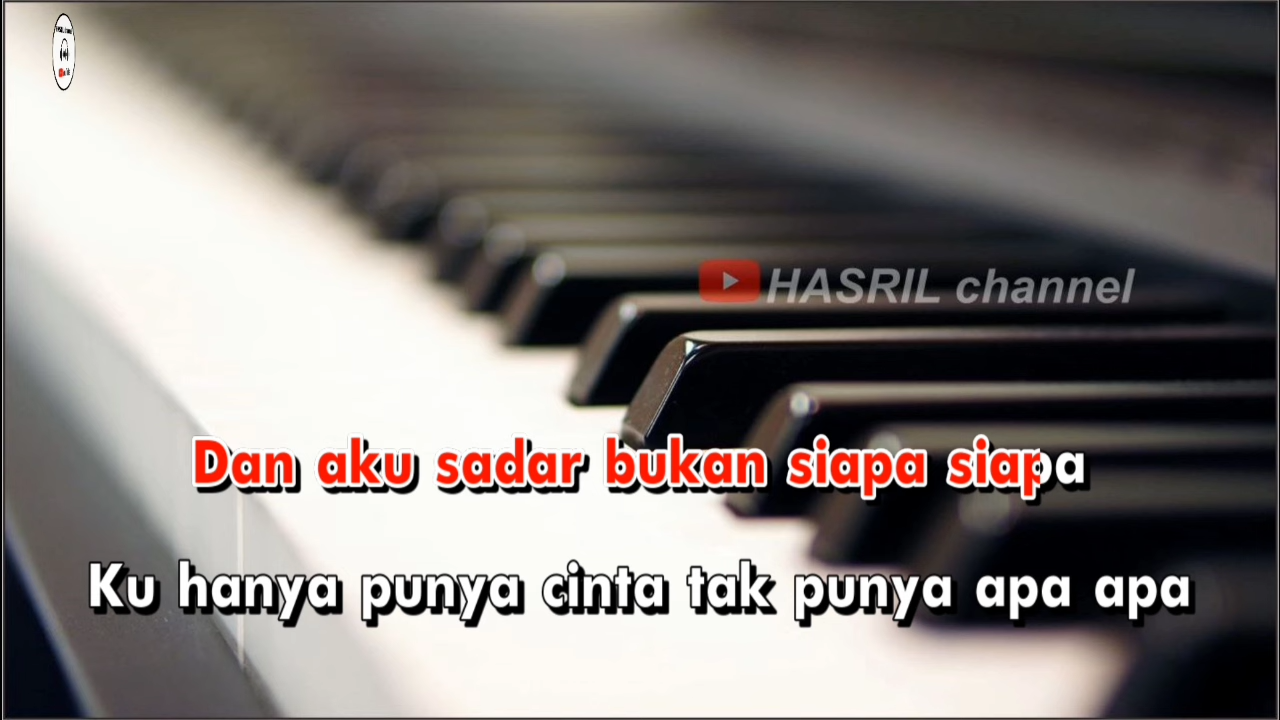 HASRIL channel
Dan aku sadar bukan siapa siapa
Ku hanya punya cinta tak punya apa apa